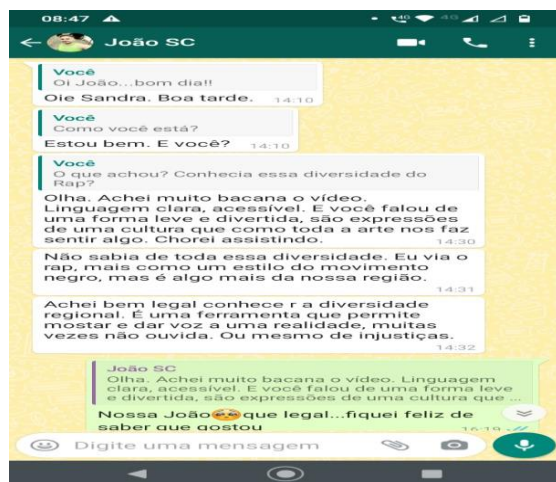 08:47
4G 4G
João SC
Você
Oi João...bom dia!!
Oie Sandra. Boa tarde. 14:10
Você
Como você está?
Estou bem. E você? 14:10
Você
O que achou? Conhecia essa diversidade do
Rap?
Olha. Achei muito bacana o vídeo.
Linguagem clara, acessível. E você falou de
uma forma leve e divertida, são expressões
de uma cultura que como toda a arte nos faz
sentir algo. Chorei assistindo. 14:30
Não sabia de toda essa diversidade. Eu via o
rap, mais como um estilo do movimento
negro, mas é algo mais da nossa região.
14:31
Achei bem legal conhece r a diversidade
regional. É uma ferramenta que permite
mostar e dar voz a uma realidade, muitas
vezes não ouvida. Ou mesmo de injustiças.
14:32
João SC
Olha. Achei muito bacana o vídeo. Linguagem
clara, acessível. E você falou de uma forma leve
e divertida, são expressões de uma cultura que ...
Nossa João que legal...fiquei feliz de
saber que gostou 16:19
Digite uma mensagem